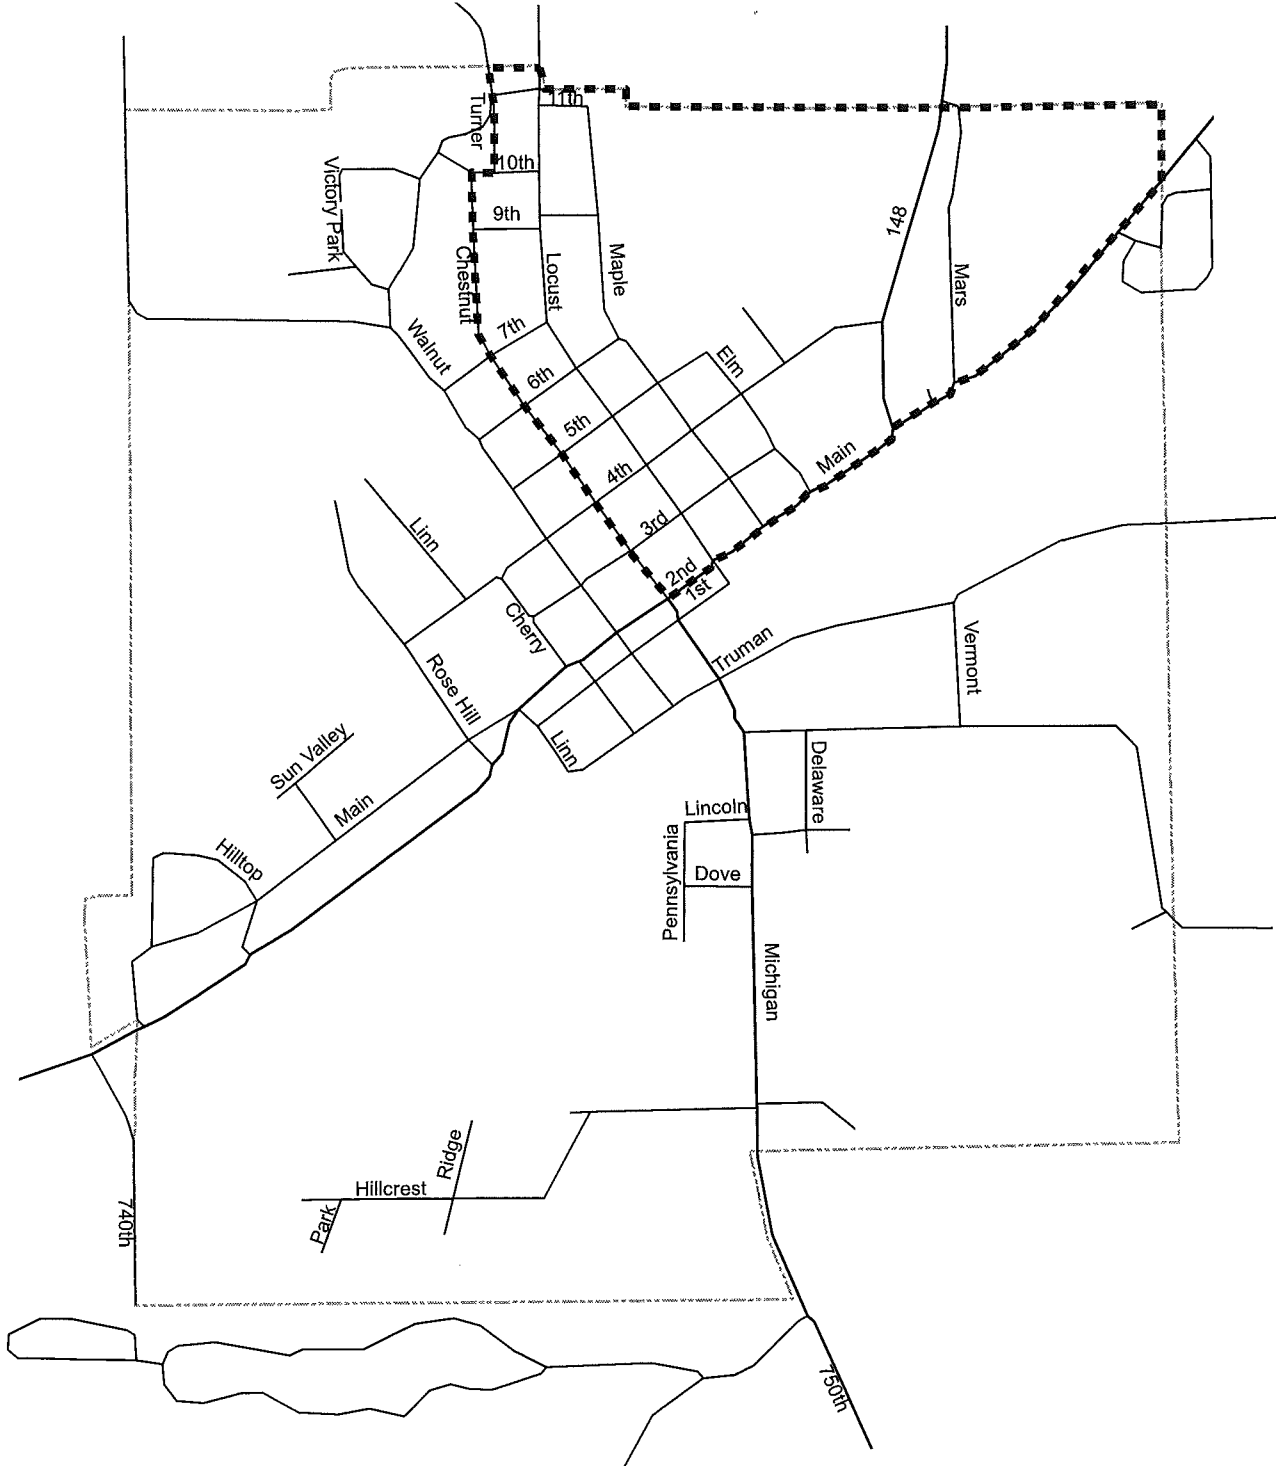 11th
Turner
10th
Victory Park
9th
148
Chestnut
Locust
Maple
Mars
Walnut
7th
Elm
6th
5th
Main
4th
3rd
Linn
2nd
1st
Cherry
Truman
Vermont
Rose Hill
Linn
Sun Valley
Delaware
Main
Lincoln
Hilltop
Pennsylvania
Dove
Michigan
Ridge
Hillcrest
Park
740th
750th